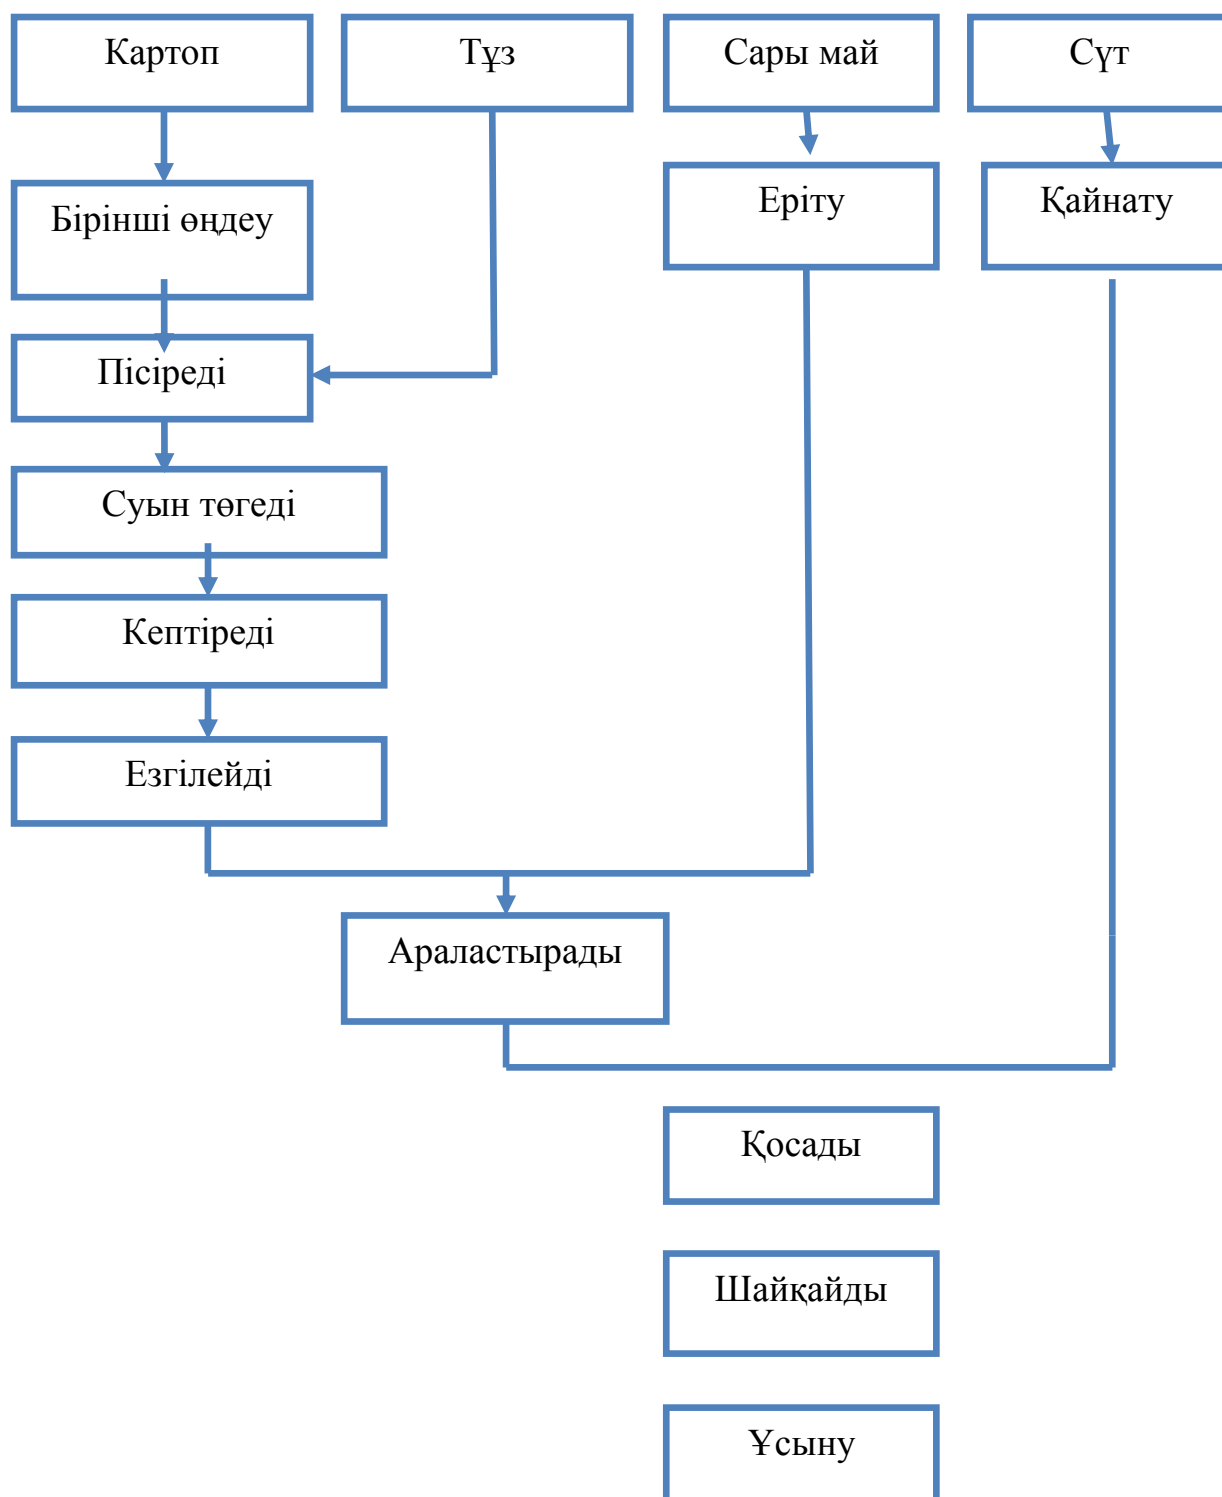 Картоп
Тұз
Сары май
Сүт
Бірінші өңдеу
Еріту
Қайнату
Пісіреді
Суын төгеді
Кептіреді
Езгілейді
Араластырады
Қосады
Шайқайды
Ұсыну